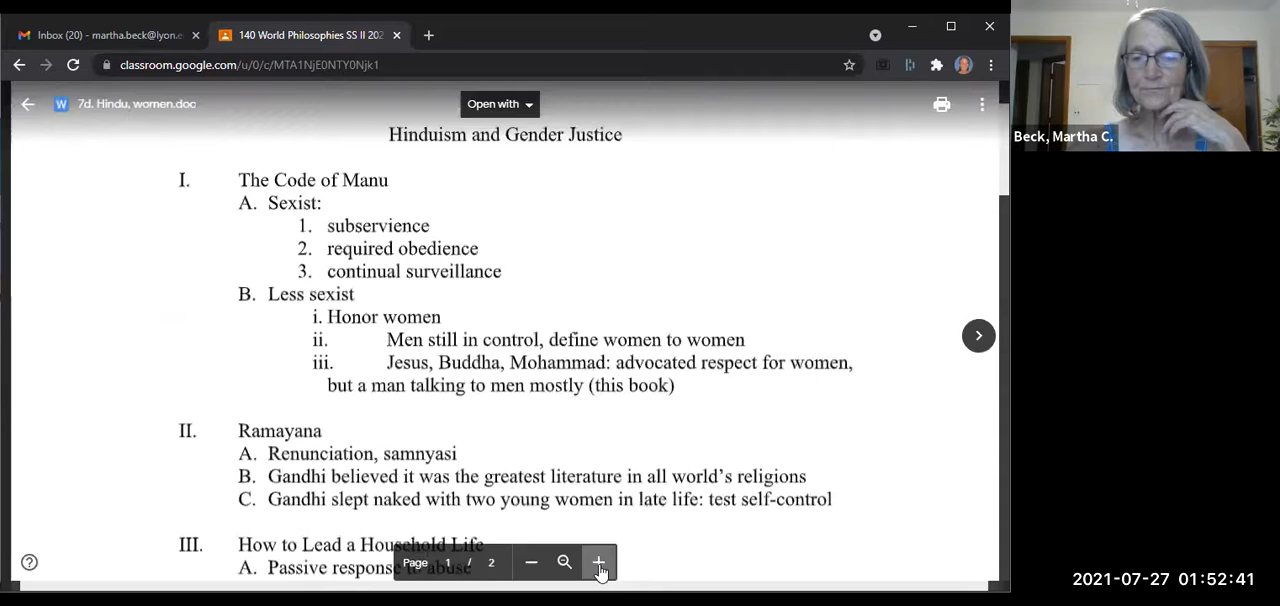 Inbox (20) - martha.beck@lyon.e
140 World Philosophies SS II 202
classroom.google.com/u/0/c/MTA1NjE0NTY0Njk1
W 7d. Hindu, women.doc
Open with
Beck, Martha C.
Hinduism and Gender Justice
I. The Code of Manu
A. Sexist:
1. subservience
2. required obedience
3. continual surveillance
B. Less sexist
i. Honor women
ii. Men still in control, define women to women
iii. Jesus, Buddha, Mohammad: advocated respect for women,
but a man talking to men mostly (this book)
II. Ramayana
A. Renunciation, samnyasi
B. Gandhi believed it was the greatest literature in all world's religions
C. Gandhi slept naked with two young women in late life: test self-control
III. How to Lead a Household Life
A. Passive response to abuse
Page 1 / 2
2021-07-27 01:52:41